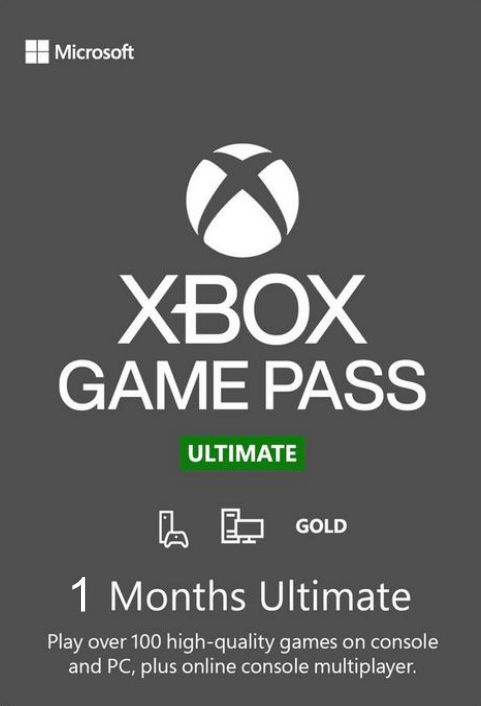 Microsoft
XBOX
GAME PASS
ULTIMATE
GOLD
1 Months Ultimate
Play over 100 high-quality games on console
and PC, plus online console multiplayer.